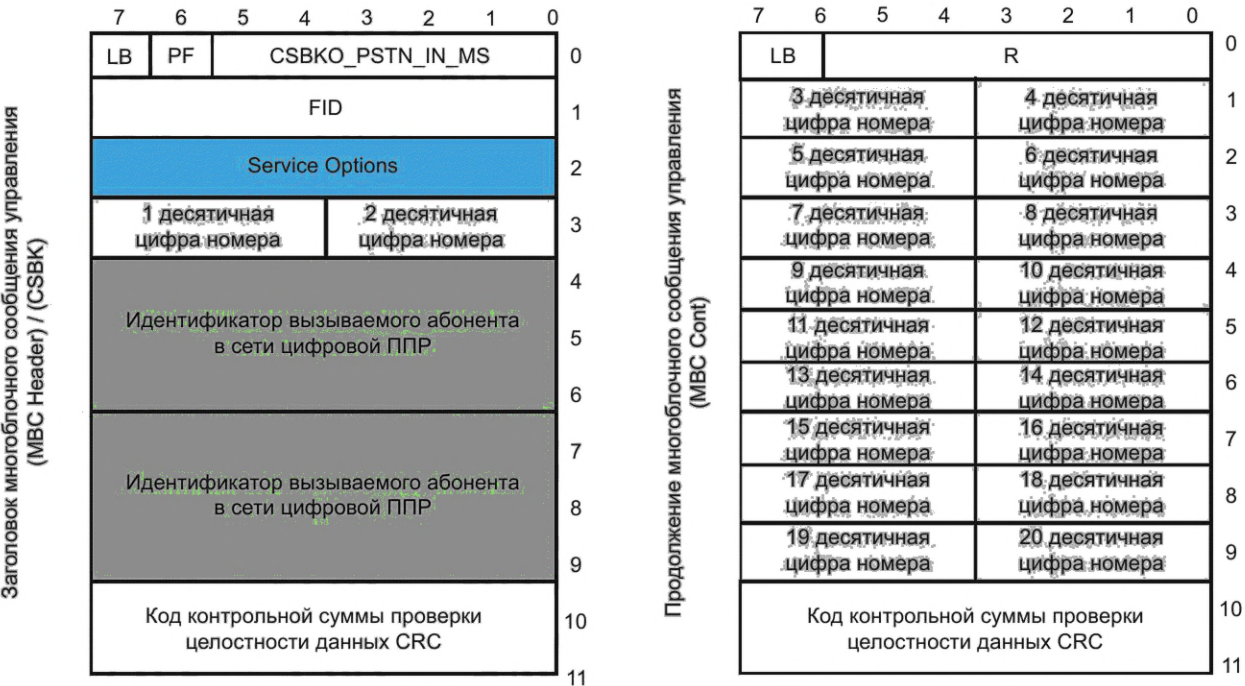 7 6 5 4 3 2 1 0
LB PF CSBKO_PSTN_IN_MS 0
FID 1
Service Options 2
1 десятичная 2 десятичная
цифра номера цифра номера 3
4
Идентификатор вызываемого абонента
в сети цифровой ППР 5
6
7
Идентификатор вызываемого абонента
в сети цифровой ППР 8
9
Код контрольной суммы проверки
целостности данных CRC 10
11
Заголовок многоблочного сообщения управления
(MBC Header) / (CSBK)
7 6 5 4 3 2 1 0
LB R 0
3 десятичная 4 десятичная 1
цифра номера цифра номера
5 десятичная 6 десятичная 2
цифра номера цифра номера
7 десятичная 8 десятичная 3
цифра номера цифра номера
9 десятичная 10 десятичная 4
цифра номера цифра номера
11 десятичная 12 десятичная 5
цифра номера цифра номера
13 десятичная 14 десятичная 6
цифра номера цифра номера
15 десятичная 16 десятичная 7
цифра номера цифра номера
17 десятичная 18 десятичная 8
цифра номера цифра номера
19 десятичная 20 десятичная 9
цифра номера цифра номера
Код контрольной суммы проверки 10
целостности данных CRC
11
Продолжение многоблочного сообщения управления
(MBC Cont)